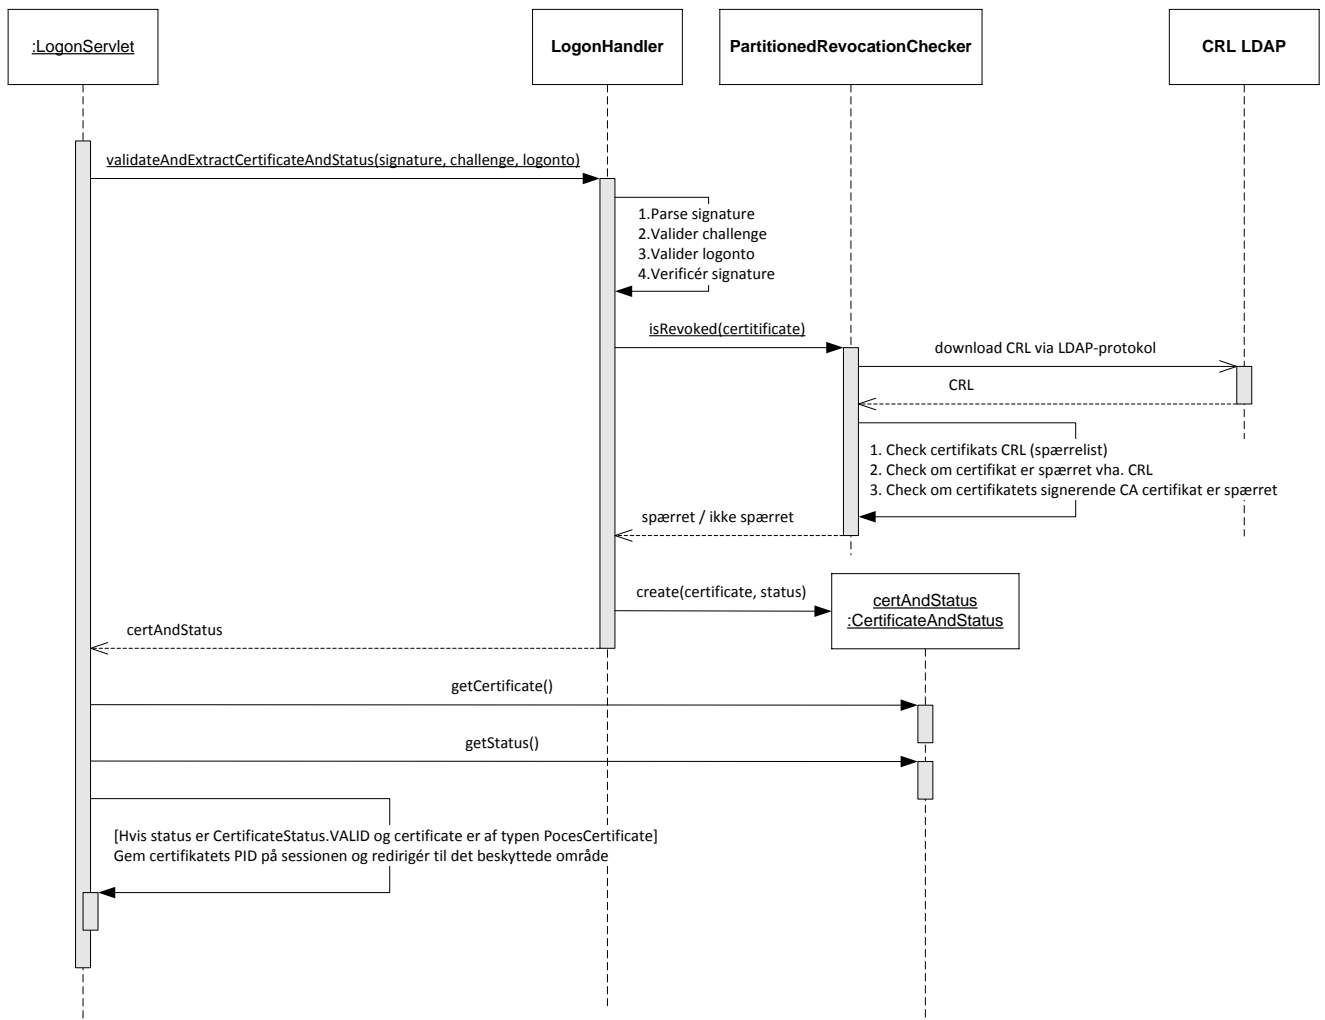 :LogonServlet
LogonHandler
PartitionedRevocationChecker
CRL LDAP
validateAndExtractCertificateAndStatus(signature, challenge, logonto)
1.Parse signature
2.Valider challenge
3.Valider logonto
4.Verificér signature
isRevoked(certitificate)
download CRL via LDAP-protokol
CRL
1. Check certifikats CRL (spærrelist)
2. Check om certifikat er spærret vha. CRL
3. Check om certifikatets signerende CA certifikat er spærret
spærret / ikke spærret
create(certificate, status)
certAndStatus
:CertificateAndStatus
certAndStatus
getCertificate()
getStatus()
[Hvis status er CertificateStatus.VALID og certificate er af typen PocesCertificate]
Gem certifikatets PID på sessionen og redirigér til det beskyttede område